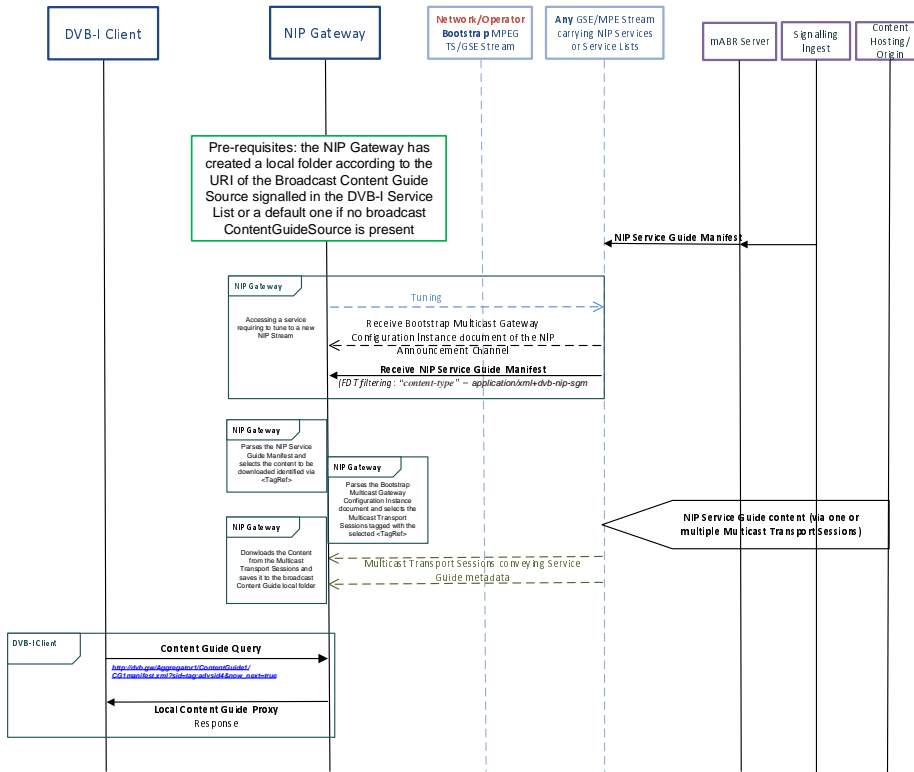 DVB-I Client
NIP Gateway
Network/Operator
Bootstrap MPEG
TS/GSE Stream
Any GSE/MPE Stream
carrying NIP Services
or Service Lists
mABR Server
Signalling
Ingest
Content
Hosting/
Origin
Pre-requisites: the NIP Gateway has
created a local folder according to the
URI of the Broadcast Content Guide
Source signalled in the DVB-I Service
List or a default one if no broadcast
ContentGuideSource is present
NIP Service Guide Manifest
NIP Gateway
Accessing a service
requiring to tune to a new
NIP Stream
Tuning
Receive Bootstrap Multicast Gateway
Configuration Instance document of the NIP
Announcement Channel
Receive NIP Service Guide Manifest
(FDT filtering : “content-type” – application/xml+dvb-nip-sgm
NIP Gateway
Parses the NIP Service
Guide Manifest and
selects the content to be
downloaded identified via
<TagRef>
NIP Gateway
Parses the Bootstrap
Multicast Gateway
Configuration Instance
document and selects the
Multicast Transport
Sessions tagged with the
selected <TagRef>
NIP Service Guide content (via one or
multiple Multicast Transport Sessions)
NIP Gateway
Donwloads the Content
from the Multicast
Transport Sessions and
saves it to the broadcast
Content Guide local folder
Multicast Transport Sessions conveying Service
Guide metadata
DVB-I Client
Content Guide Query
http://dvb.gw/Aggregator1/ContentGuide1/
CG1manifest.xml?sid=tag:advsid4&now_next=true
Local Content Guide Proxy
Response